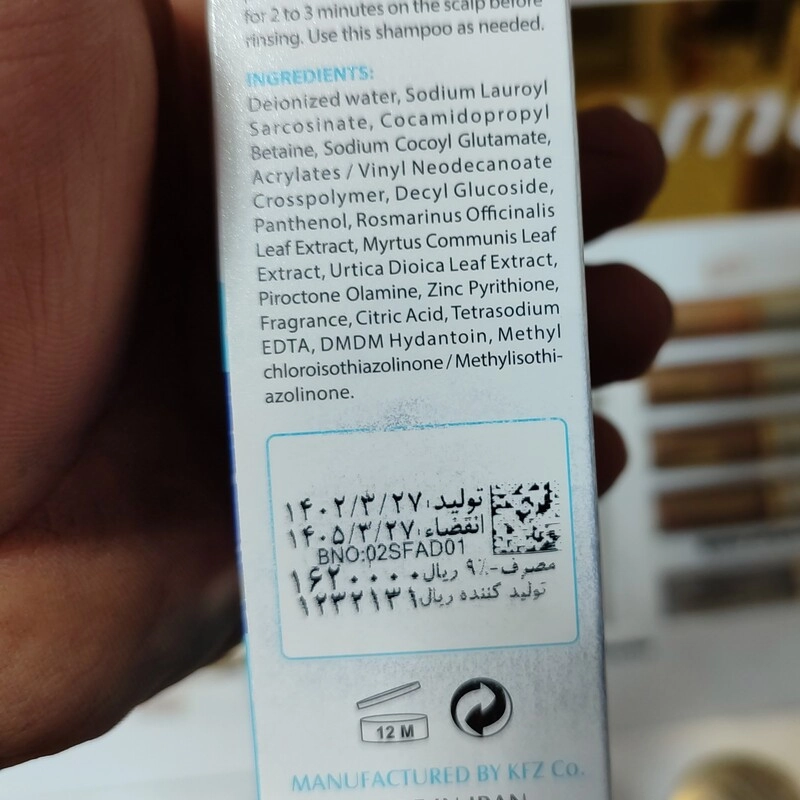 for 2 to 3 minutes on the scalp before
rinsing. Use this shampoo as needed.
INGREDIENTS:
Deionized water, Sodium Lauroyl
Sarcosinate, Cocamidopropyl
Betaine, Sodium Cocoyl Glutamate,
Acrylates / Vinyl Neodecanoate
Crosspolymer, Decyl Glucoside,
Panthenol, Rosmarinus Officinalis
Leaf Extract, Myrtus Communis Leaf
Extract, Urtica Dioica Leaf Extract,
Piroctone Olamine, Zinc Pyrithione,
Fragrance, Citric Acid, Tetrasodium
EDTA, DMDM Hydantoin, Methyl
chloroisothiazolinone / Methylisothi-
azolinone.
تولید: ۱۴۰۲/۳/۲۷
انقضاء: ۱۴۰۵/۳/۲۷
BNO:02SFAD01
مصرف-۹٪ ریال ۱۶۲۰۰۰۰
تولید کننده ریال ۱۲۳۲۱۳۱
12 M
MANUFACTURED BY KFZ Co.
IRAN